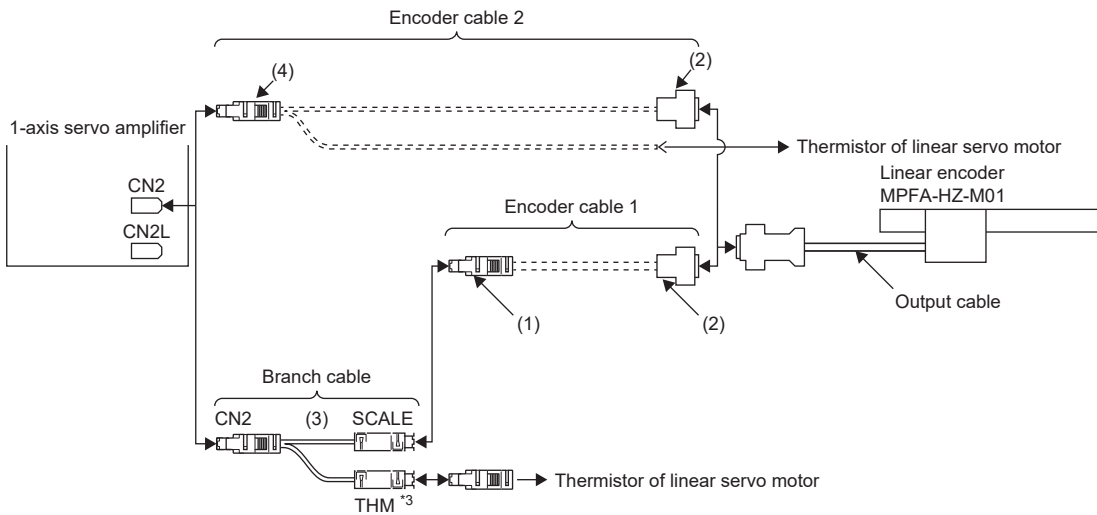 Encoder cable 2
(4)
(2)
1-axis servo amplifier
Thermistor of linear servo motor
Linear encoder
MPFA-HZ-M01
CN2
CN2L
Encoder cable 1
(1)
(2)
Output cable
Branch cable
CN2
(3)
SCALE
THM *3
Thermistor of linear servo motor